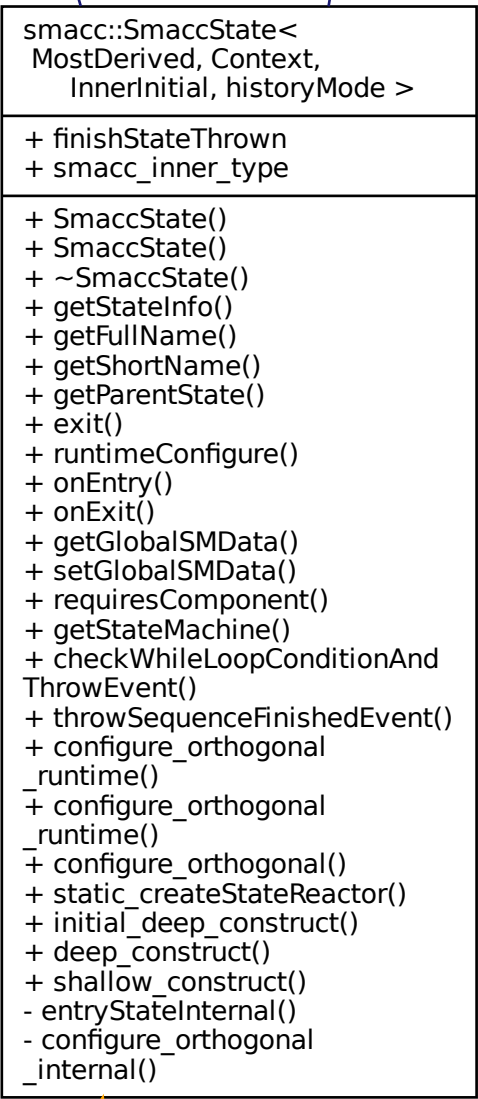 smacc::SmaccState<
MostDerived, Context,
InnerInitial, historyMode >
+ finishStateThrown
+ smacc_inner_type
+ SmaccState()
+ SmaccState()
+ ~SmaccState()
+ getStateInfo()
+ getFullName()
+ getShortName()
+ getParentState()
+ exit()
+ runtimeConfigure()
+ onEntry()
+ onExit()
+ getGlobalSMData()
+ setGlobalSMData()
+ requiresComponent()
+ getStateMachine()
+ checkWhileLoopConditionAnd
ThrowEvent()
+ throwSequenceFinishedEvent()
+ configure_orthogonal
_runtime()
+ configure_orthogonal
_runtime()
+ configure_orthogonal()
+ static_createStateReactor()
+ initial_deep_construct()
+ deep_construct()
+ shallow_construct()
- entryStateInternal()
- configure_orthogonal
_internal()